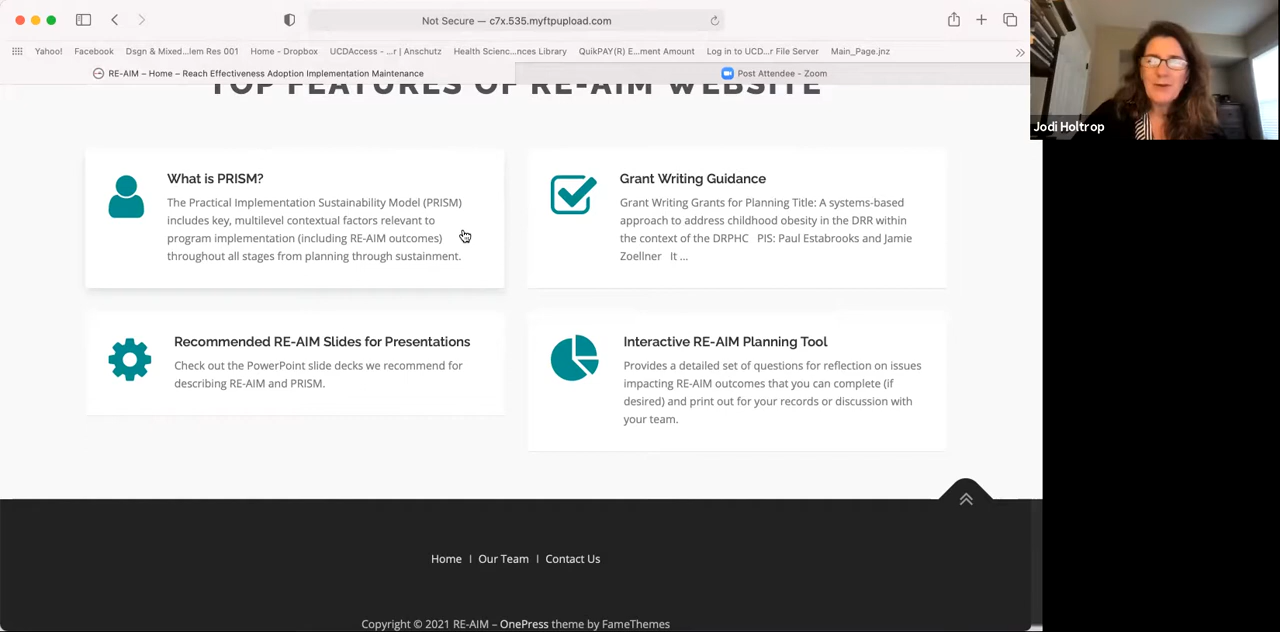 Not Secure — c7x.535.myftpupload.com
Yahoo! Facebook Dsgn & Mixed...lem Res 001 Home - Dropbox UCDAccess - ...r | Anschutz Health Scienc...nces Library QuikPAY(R) E...ment Amount Log in to UCD...r File Server Main_Page.jnz
RE-AIM – Home – Reach Effectiveness Adoption Implementation Maintenance
Post Attendee - Zoom
TOP FEATURES OF RE-AIM WEBSITE
Jodi Holtrop
What is PRISM?
The Practical Implementation Sustainability Model (PRISM)
includes key, multilevel contextual factors relevant to
program implementation (including RE-AIM outcomes)
throughout all stages from planning through sustainment.
Grant Writing Guidance
Grant Writing Grants for Planning Title: A systems-based
approach to address childhood obesity in the DRR within
the context of the DRPHC PIS: Paul Estabrooks and Jamie
Zoellner It ...
Recommended RE-AIM Slides for Presentations
Check out the PowerPoint slide decks we recommend for
describing RE-AIM and PRISM.
Interactive RE-AIM Planning Tool
Provides a detailed set of questions for reflection on issues
impacting RE-AIM outcomes that you can complete (if
desired) and print out for your records or discussion with
your team.
Home | Our Team | Contact Us
Copyright © 2021 RE-AIM – OnePress theme by FameThemes